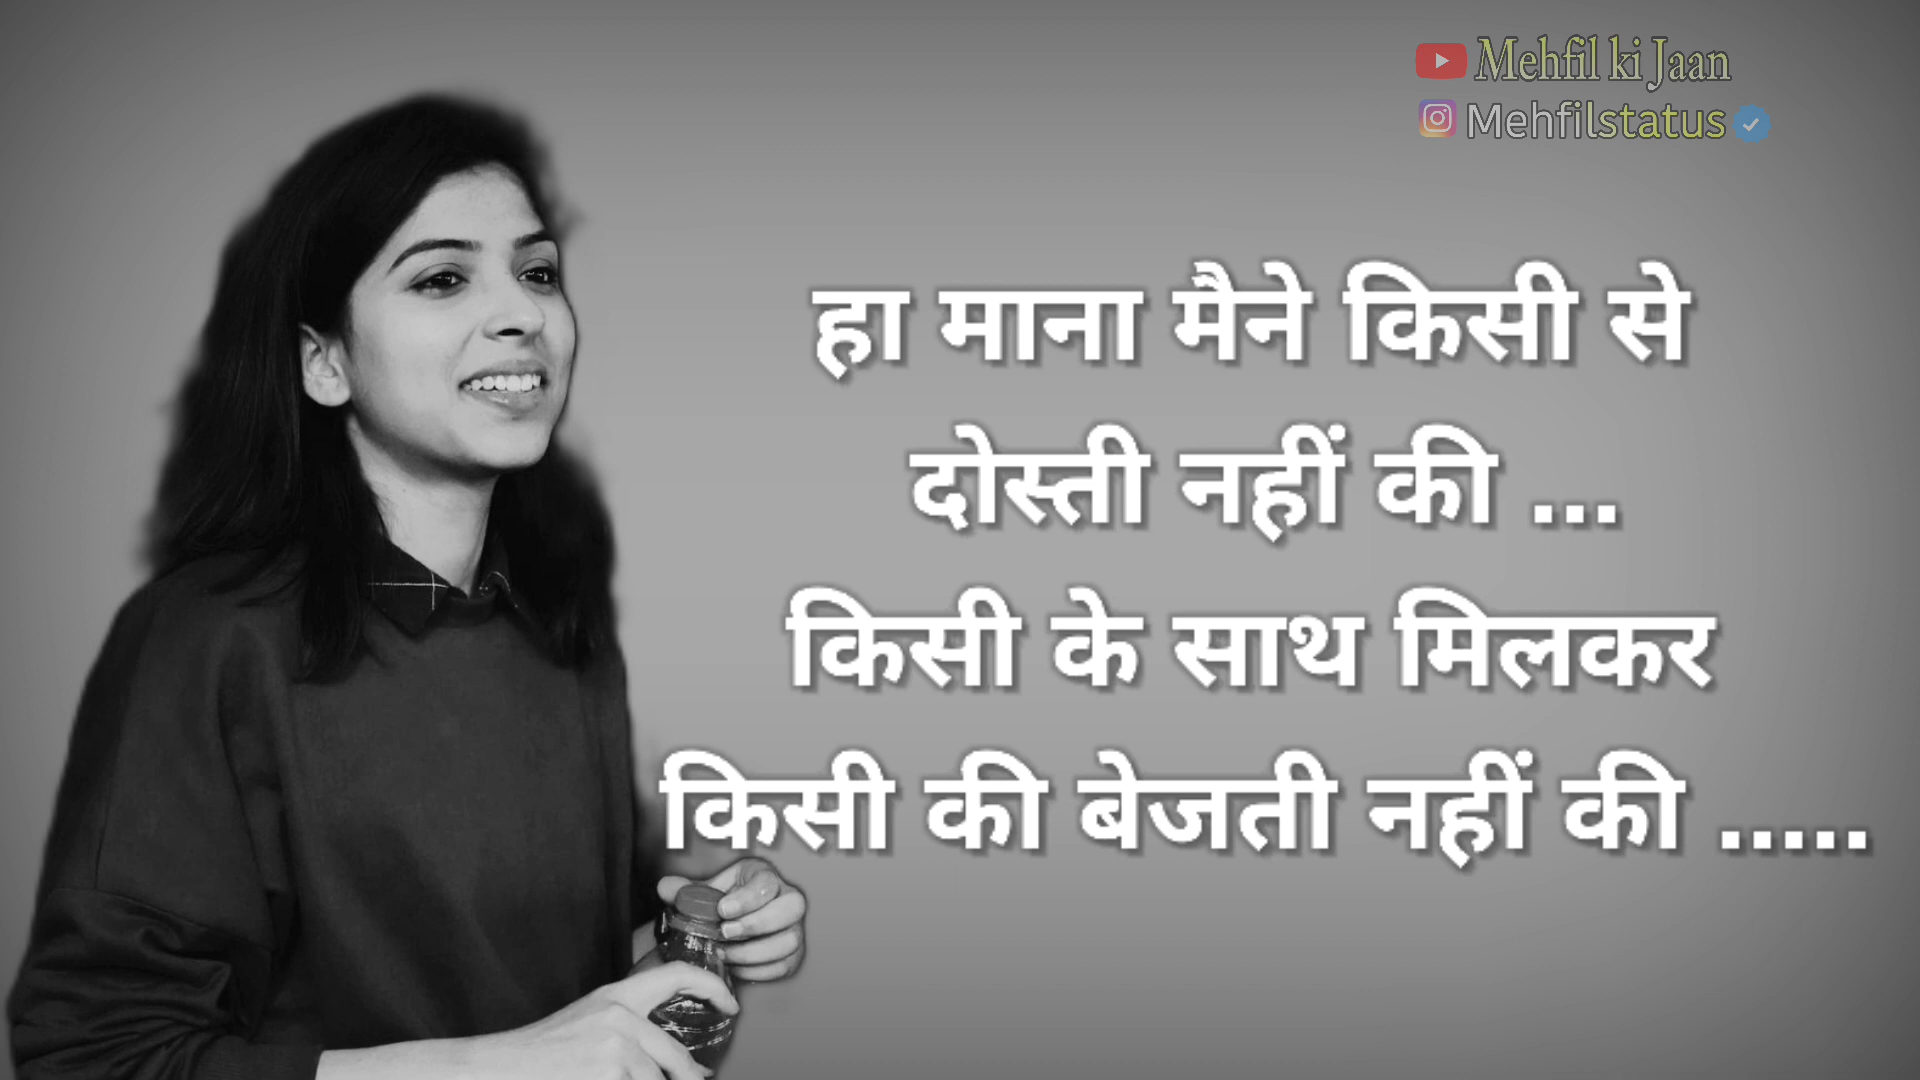 Mehfil ki Jaan
Mehfilstatus
हा माना मैने किसी से
दोस्ती नहीं की ...
किसी के साथ मिलकर
किसी की बेजती नहीं की .....